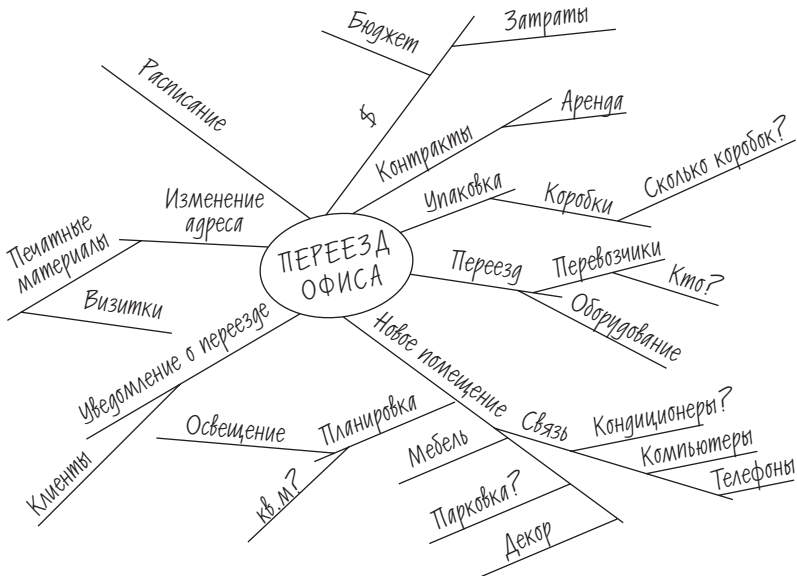 Бюджет
Затраты
$
Расписание
Контракты
Аренда
Упаковка
Коробки
Сколько коробок?
Изменение
адреса
Печатные
материалы
Визитки
ПЕРЕЕЗД
ОФИСА
Переезд
Перевозчики
Кто?
Оборудование
Уведомление о переезде
Клиенты
Новое помещение
Планировка
Освещение
кв.м?
Мебель
Парковка?
Декор
Связь
Кондиционеры?
Компьютеры
Телефоны